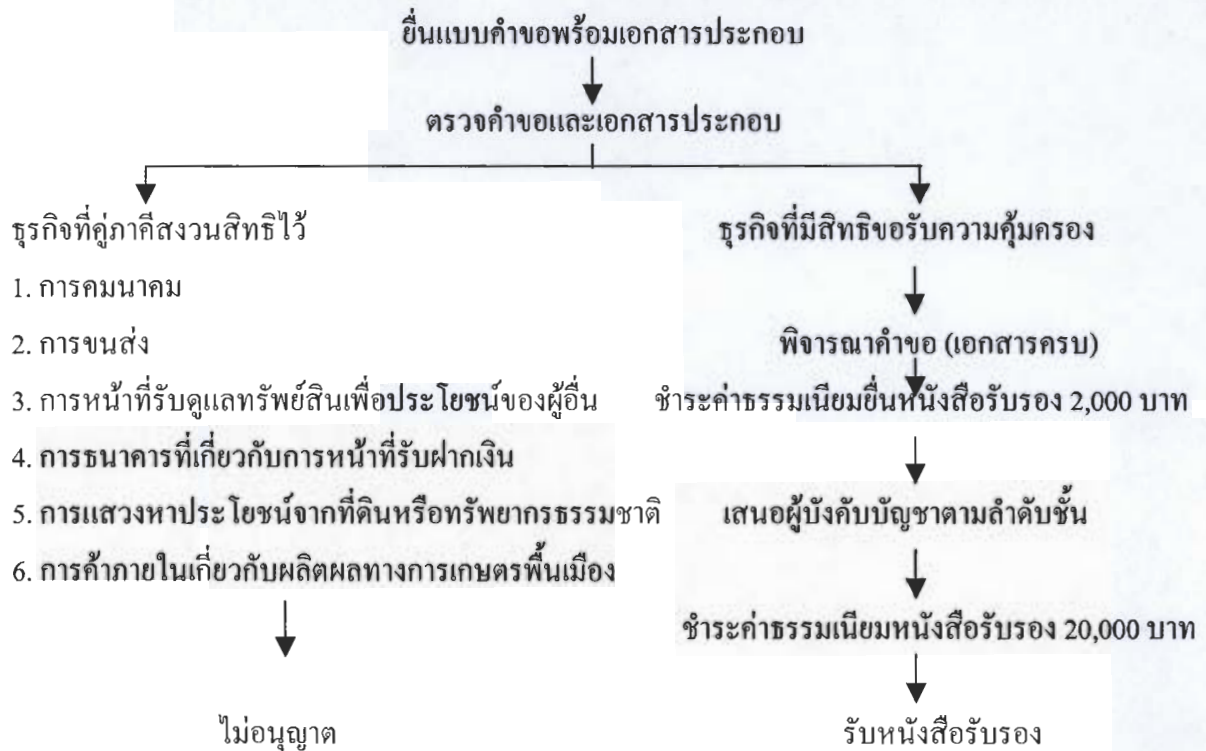 ยื่นแบบคำขอพร้อมเอกสารประกอบ
ตรวจคำขอและเอกสารประกอบ
ธุรกิจที่คู่ภาคีสงวนสิทธิไว้
1. การคมนาคม
2. การขนส่ง
3. การหน้าที่รับดูแลทรัพย์สินเพื่อประโยชน์ของผู้อื่น
4. การธนาคารที่เกี่ยวกับการหน้าที่รับฝากเงิน
5. การแสวงหาประโยชน์จากที่ดินหรือทรัพยากรธรรมชาติ
6. การค้าภายในเกี่ยวกับผลิตผลทางการเกษตรพื้นเมือง
ไม่อนุญาต
ธุรกิจที่มีสิทธิขอรับความคุ้มครอง
พิจารณาคำขอ (เอกสารครบ)
ชำระค่าธรรมเนียมยื่นหนังสือรับรอง 2,000 บาท
เสนอผู้บังคับบัญชาตามลำดับชั้น
ชำระค่าธรรมเนียมหนังสือรับรอง 20,000 บาท
รับหนังสือรับรอง